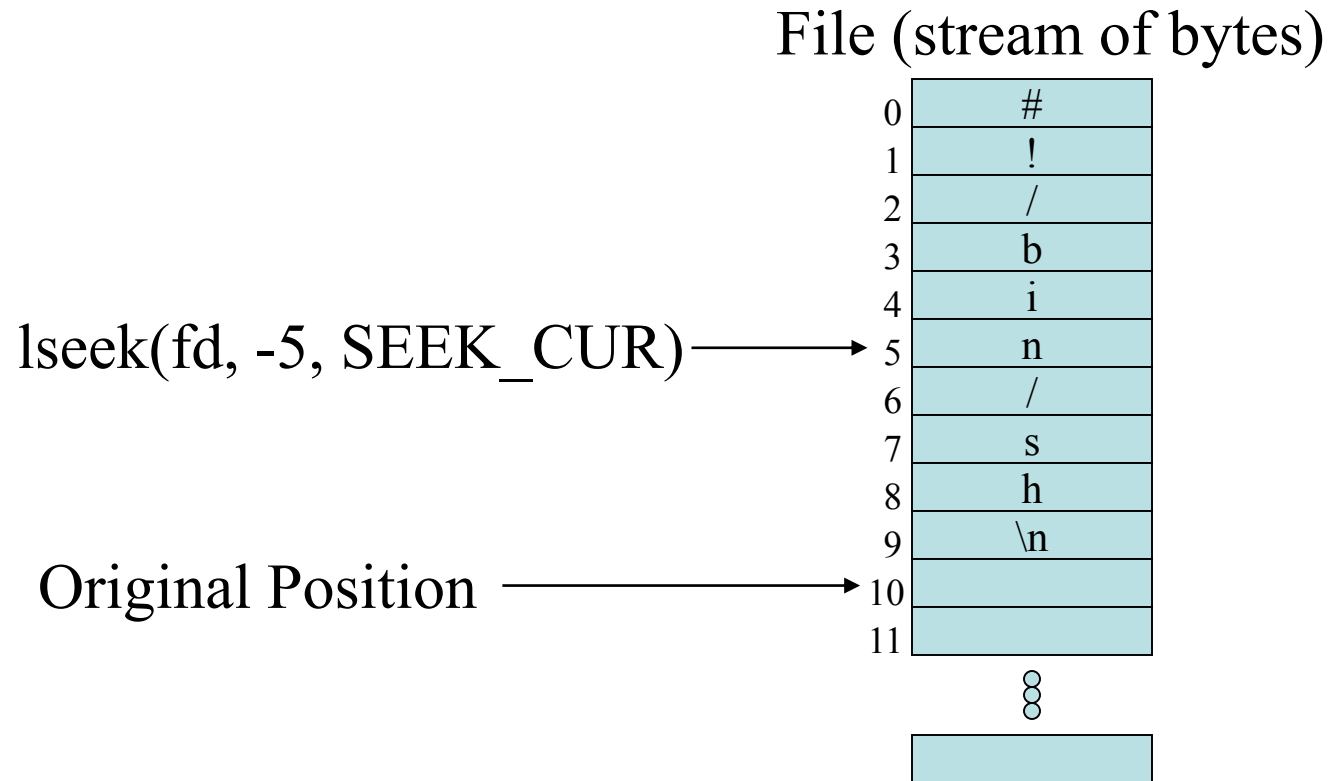 File (stream of bytes)
0 #
1 !
2 /
3 b
4 i
lseek(fd, -5, SEEK_CUR) 5 n
6 /
7 s
8 h
9 \n
Original Position 10
11